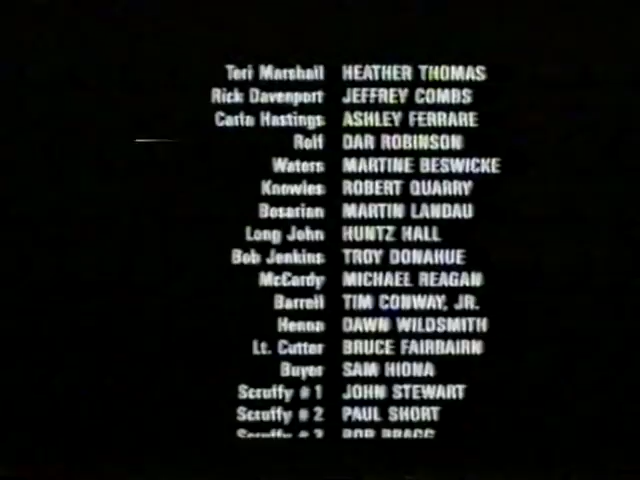 Teri Marshall HEATHER THOMAS
Rick Davenport JEFFREY COMBS
Carla Hastings ASHLEY FERRARE
Rolf DAR ROBINSON
Waters MARTINE BESWICKE
Knowles ROBERT QUARRY
Bosarian MARTIN LANDAU
Long John HUNTZ HALL
Bob Jenkins TROY DONAHUE
McCardy MICHAEL REAGAN
Barrell TIM CONWAY, JR.
Henna DAWN WILDSMITH
Lt. Cutter BRUCE FAIRBAIRN
Buyer SAM HIONA
Scruffy #1 JOHN STEWART
Scruffy #2 PAUL SHORT
Scruffy